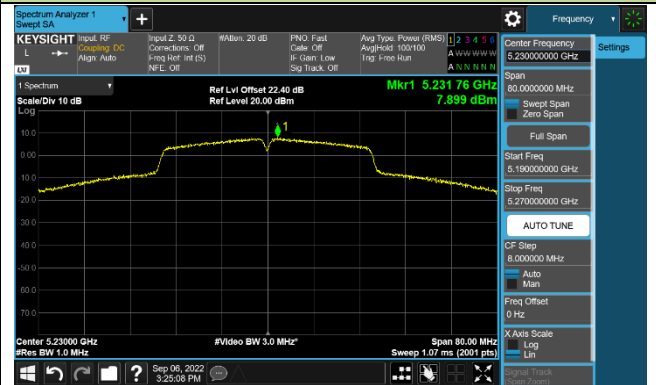 Spectrum Analyzer 1
Swept SA
Frequency
KEYSIGHT
L
Input: RF
Coupling: DC
Align: Auto
Input Z: 50 Ω
Corrections: Off
Freq Ref: Int (S)
NFE: Off
#Atten: 20 dB
PNO: Fast
Gate: Off
IF Gain: Low
Sig Track: Off
Avg Type: Power (RMS)
Avg|Hold: 100/100
Trig: Free Run
1 2 3 4 5 6
A W W W W W
A N N N N N
1 Spectrum
Scale/Div 10 dB
Log
Ref Lvl Offset 22.40 dB
Ref Level 20.00 dBm
Mkr1 5.231 76 GHz
7.899 dBm
1
10.0
0.00
-10.0
-20.0
-30.0
-40.0
-50.0
-60.0
-70.0
Center 5.23000 GHz
#Res BW 1.0 MHz
#Video BW 3.0 MHz*
Span 80.00 MHz
Sweep 1.07 ms (2001 pts)
Sep 06, 2022
3:25:08 PM
?
Center Frequency
5.230000000 GHz
Settings
Span
80.0000000 MHz
Swept Span
Zero Span
Full Span
Start Freq
5.190000000 GHz
Stop Freq
5.270000000 GHz
AUTO TUNE
CF Step
8.000000 MHz
Auto
Man
Freq Offset
0 Hz
X Axis Scale
Log
Lin
Signal Track
(Span Zoom)